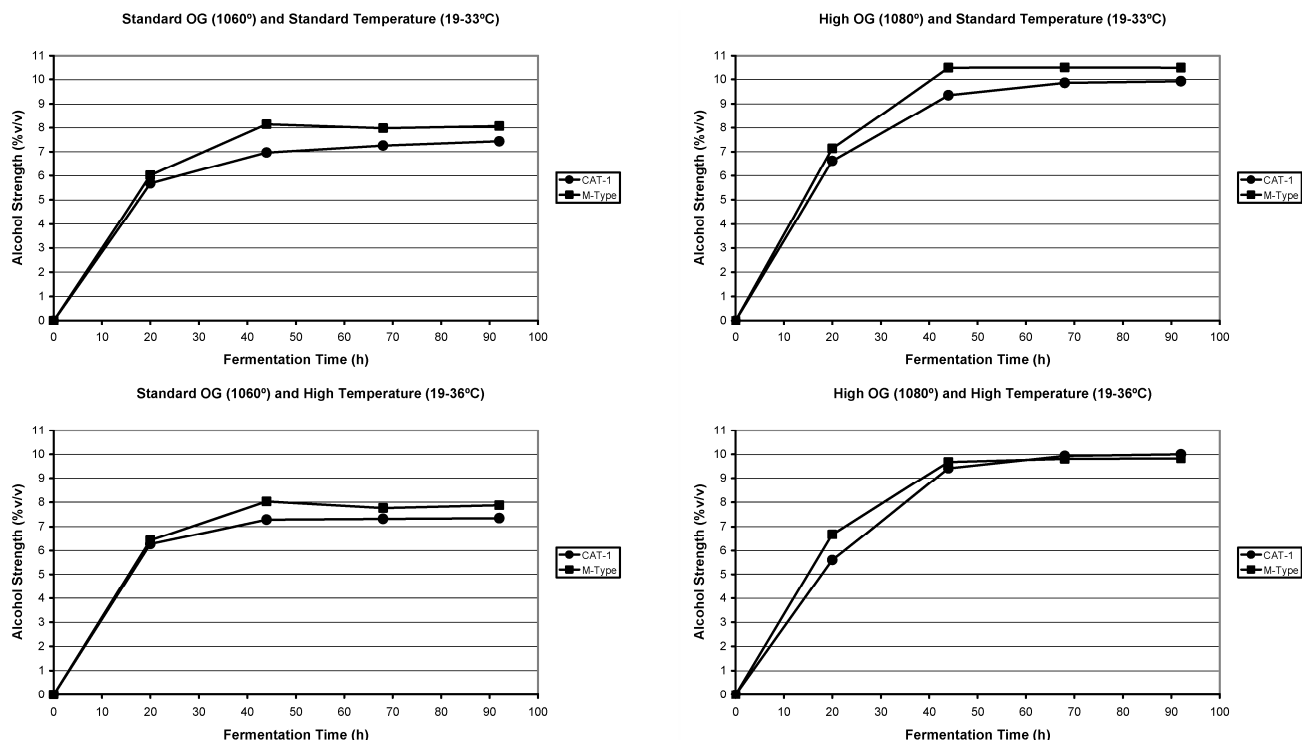 Standard OG (1060º) and Standard Temperature (19-33ºC)
11
10
9
8
7
6
5
4
3
2
1
0
Alcohol Strength (%v/v)
0 10 20 30 40 50 60 70 80 90 100
Fermentation Time (h)
CAT-1
M-Type
High OG (1080º) and Standard Temperature (19-33ºC)
11
10
9
8
7
6
5
4
3
2
1
0
Alcohol Strength (%v/v)
0 10 20 30 40 50 60 70 80 90 100
Fermentation Time (h)
CAT-1
M-Type
Standard OG (1060º) and High Temperature (19-36ºC)
11
10
9
8
7
6
5
4
3
2
1
0
Alcohol Strength (%v/v)
0 10 20 30 40 50 60 70 80 90 100
Fermentation Time (h)
CAT-1
M-Type
High OG (1080º) and High Temperature (19-36ºC)
11
10
9
8
7
6
5
4
3
2
1
0
Alcohol Strength (%v/v)
0 10 20 30 40 50 60 70 80 90 100
Fermentation Time (h)
CAT-1
M-Type